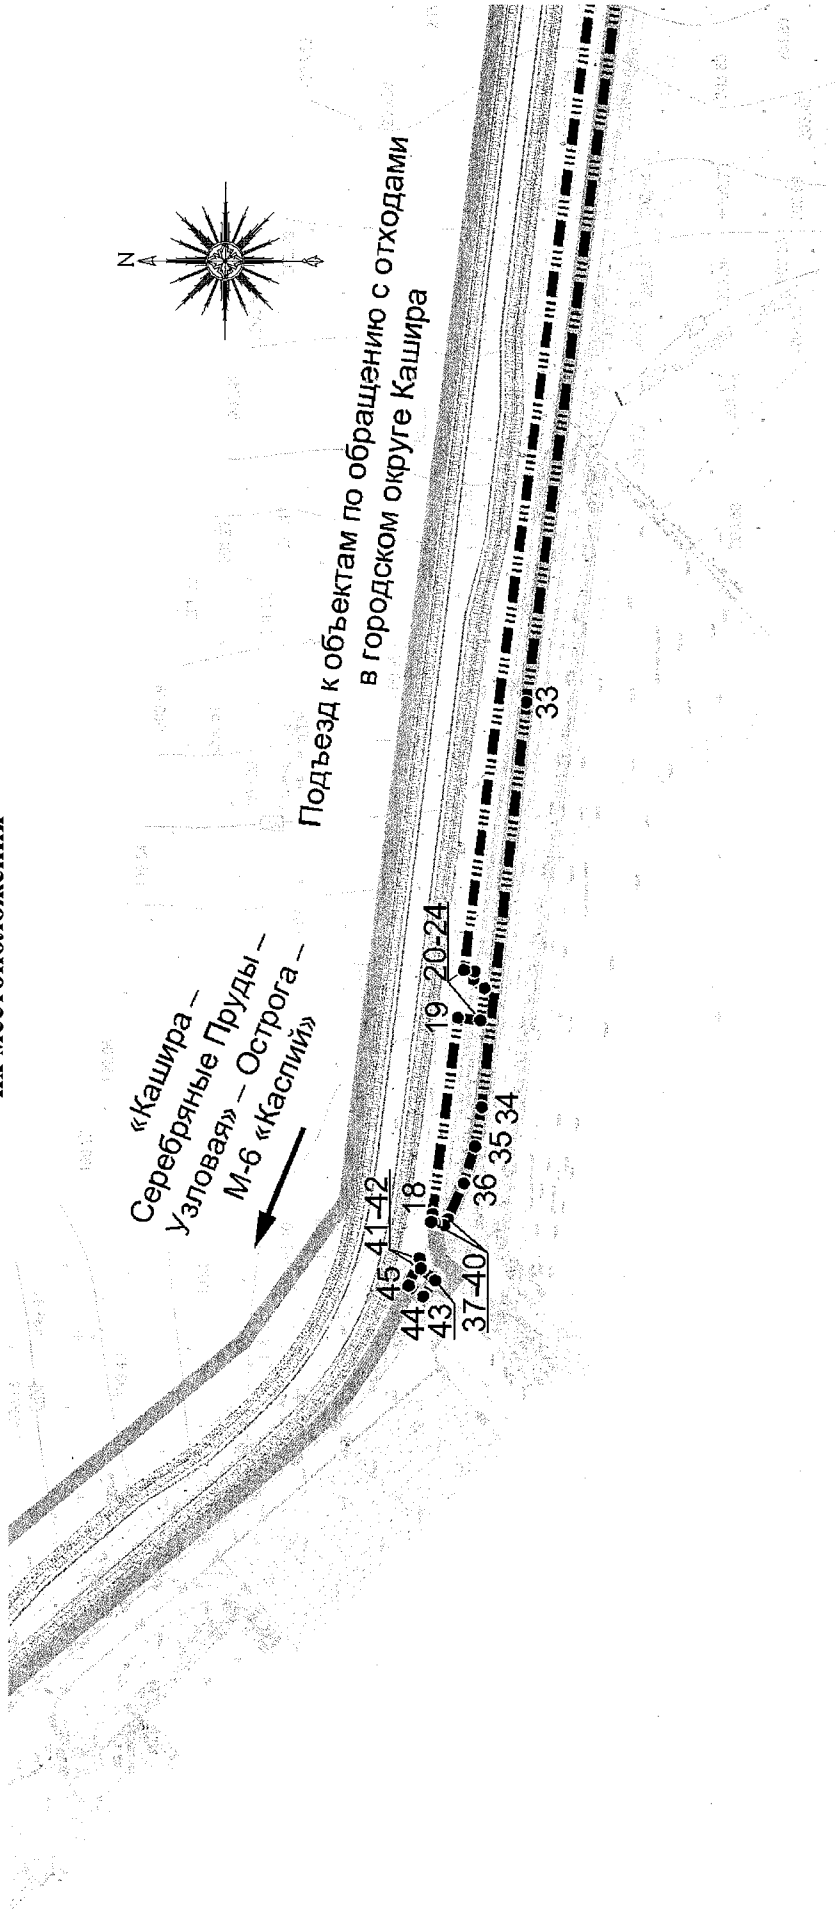 N
Подъезд к объектам по обращению с отходами
в городском округе Кашира
«Кашира –
Серебряные Пруды –
Узловая» – Острога –
М-6 «Каспий»
33
20-24
19
34
35
36
18
41-42
45
44
43
37-40